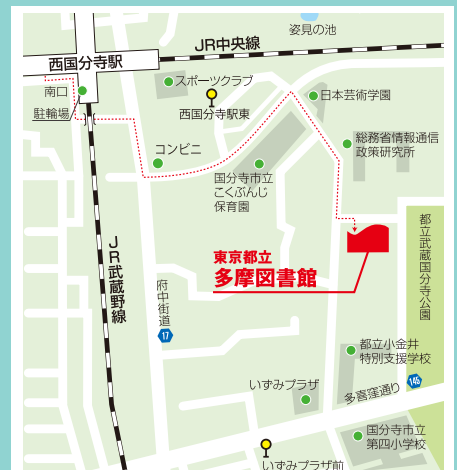 姿見の池
JR中央線
西国分寺駅
スポーツクラブ
南口
日本芸術学園
西国分寺駅東
駐輪場
総務省情報通信
政策研究所
コンビニ
国分寺市立
こくぶんじ
保育園
都立武蔵国分寺公園
JR武蔵野線
東京都立
多摩図書館
府中街道
17
都立小金井
特別支援学校
いずみプラザ
145
多喜窪通り
国分寺市立
第四小学校
いずみプラザ前